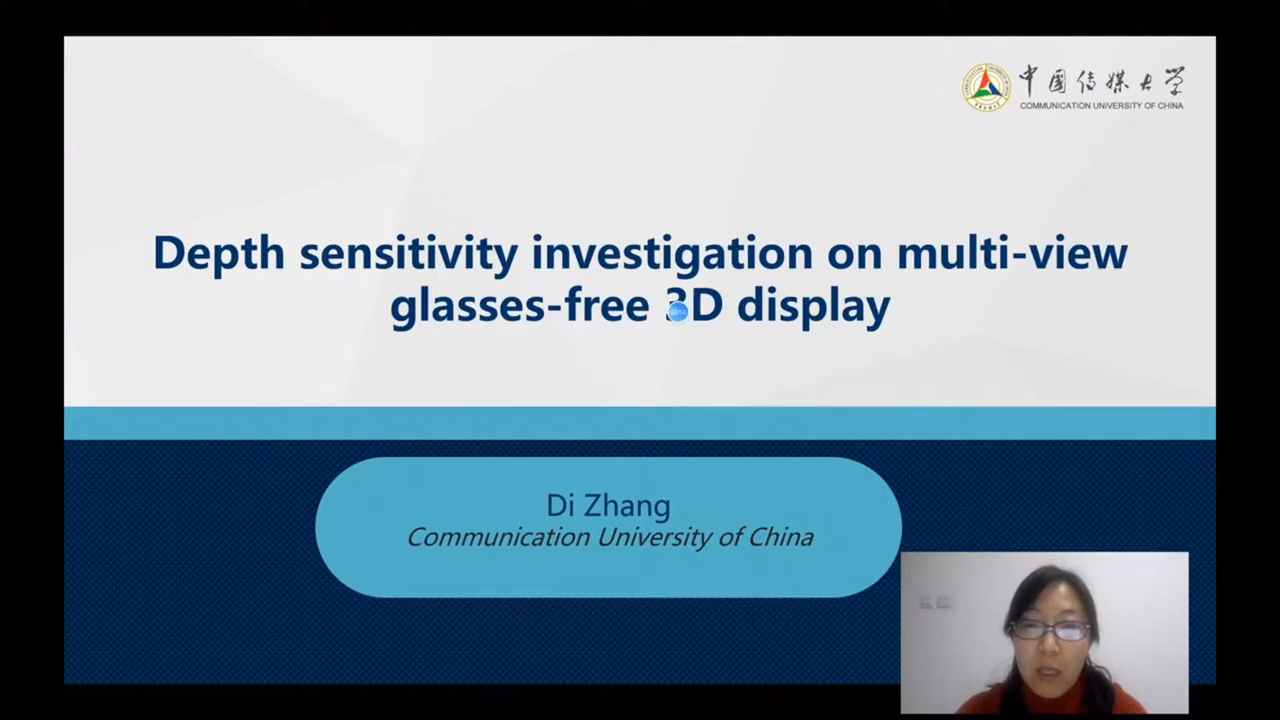 中国传媒大学
COMMUNICATION UNIVERSITY OF CHINA
Depth sensitivity investigation on multi-view
glasses-free 3D display
Di Zhang
Communication University of China